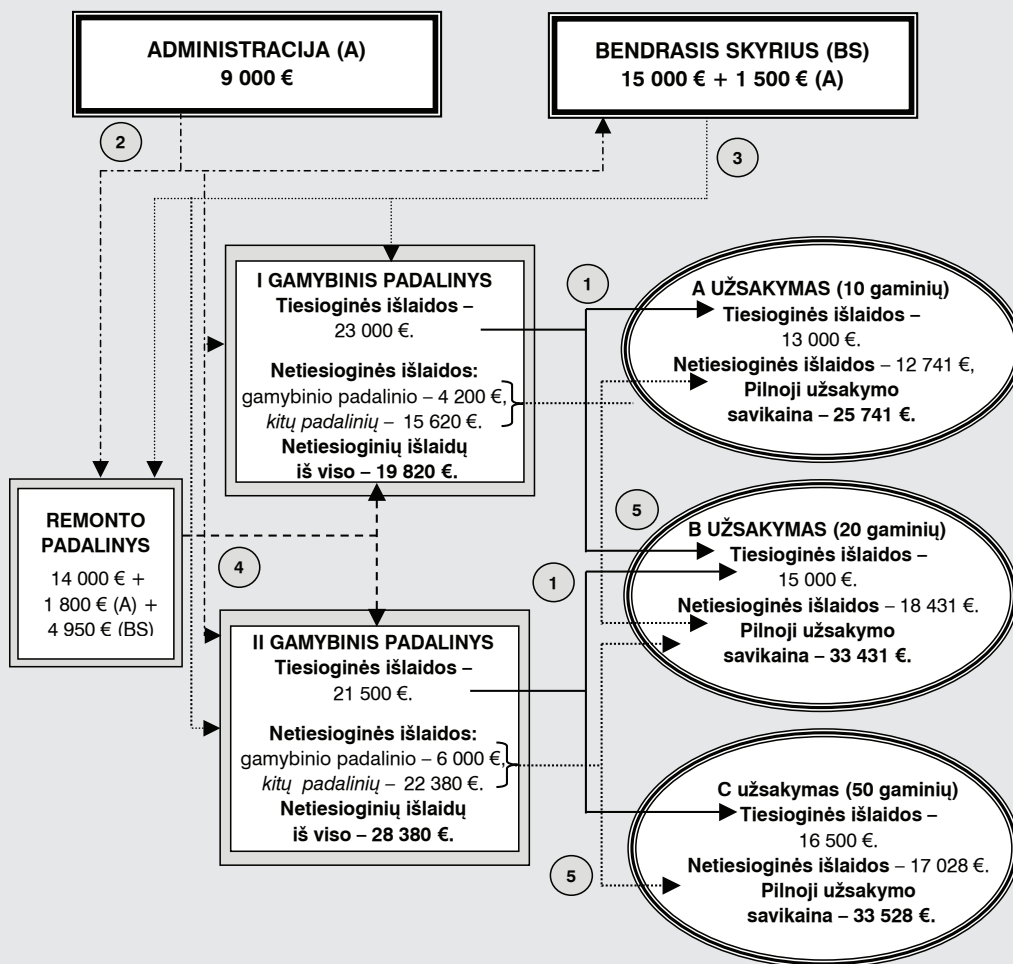 ADMINISTRACIJA (A)
9 000 €
BENDRASIS SKYRIUS (BS)
15 000 € + 1 500 € (A)
2
3
I GAMYBINIS PADALINYS
Tiesioginės išlaidos –
23 000 €.
Netiesioginės išlaidos:
gamybinio padalinio – 4 200 €,
kitų padalinių – 15 620 €.
Netiesioginių išlaidų
iš viso – 19 820 €.
1
A UŽSAKYMAS (10 gaminių)
Tiesioginės išlaidos –
13 000 €.
Netiesioginės išlaidos – 12 741 €,
Pilnoji užsakymo
savikaina – 25 741 €.
REMONTO
PADALINYS
14 000 € +
1 800 € (A) +
4 950 € (BS)
4
5
1
B UŽSAKYMAS (20 gaminių)
Tiesioginės išlaidos –
15 000 €.
Netiesioginės išlaidos – 18 431 €.
Pilnoji užsakymo
savikaina – 33 431 €.
II GAMYBINIS PADALINYS
Tiesioginės išlaidos –
21 500 €.
Netiesioginės išlaidos:
gamybinio padalinio – 6 000 €,
kitų padalinių – 22 380 €.
Netiesioginių išlaidų
iš viso – 28 380 €.
5
C užsakymas (50 gaminių)
Tiesioginės išlaidos –
16 500 €.
Netiesioginės išlaidos – 17 028 €.
Pilnoji užsakymo
savikaina – 33 528 €.